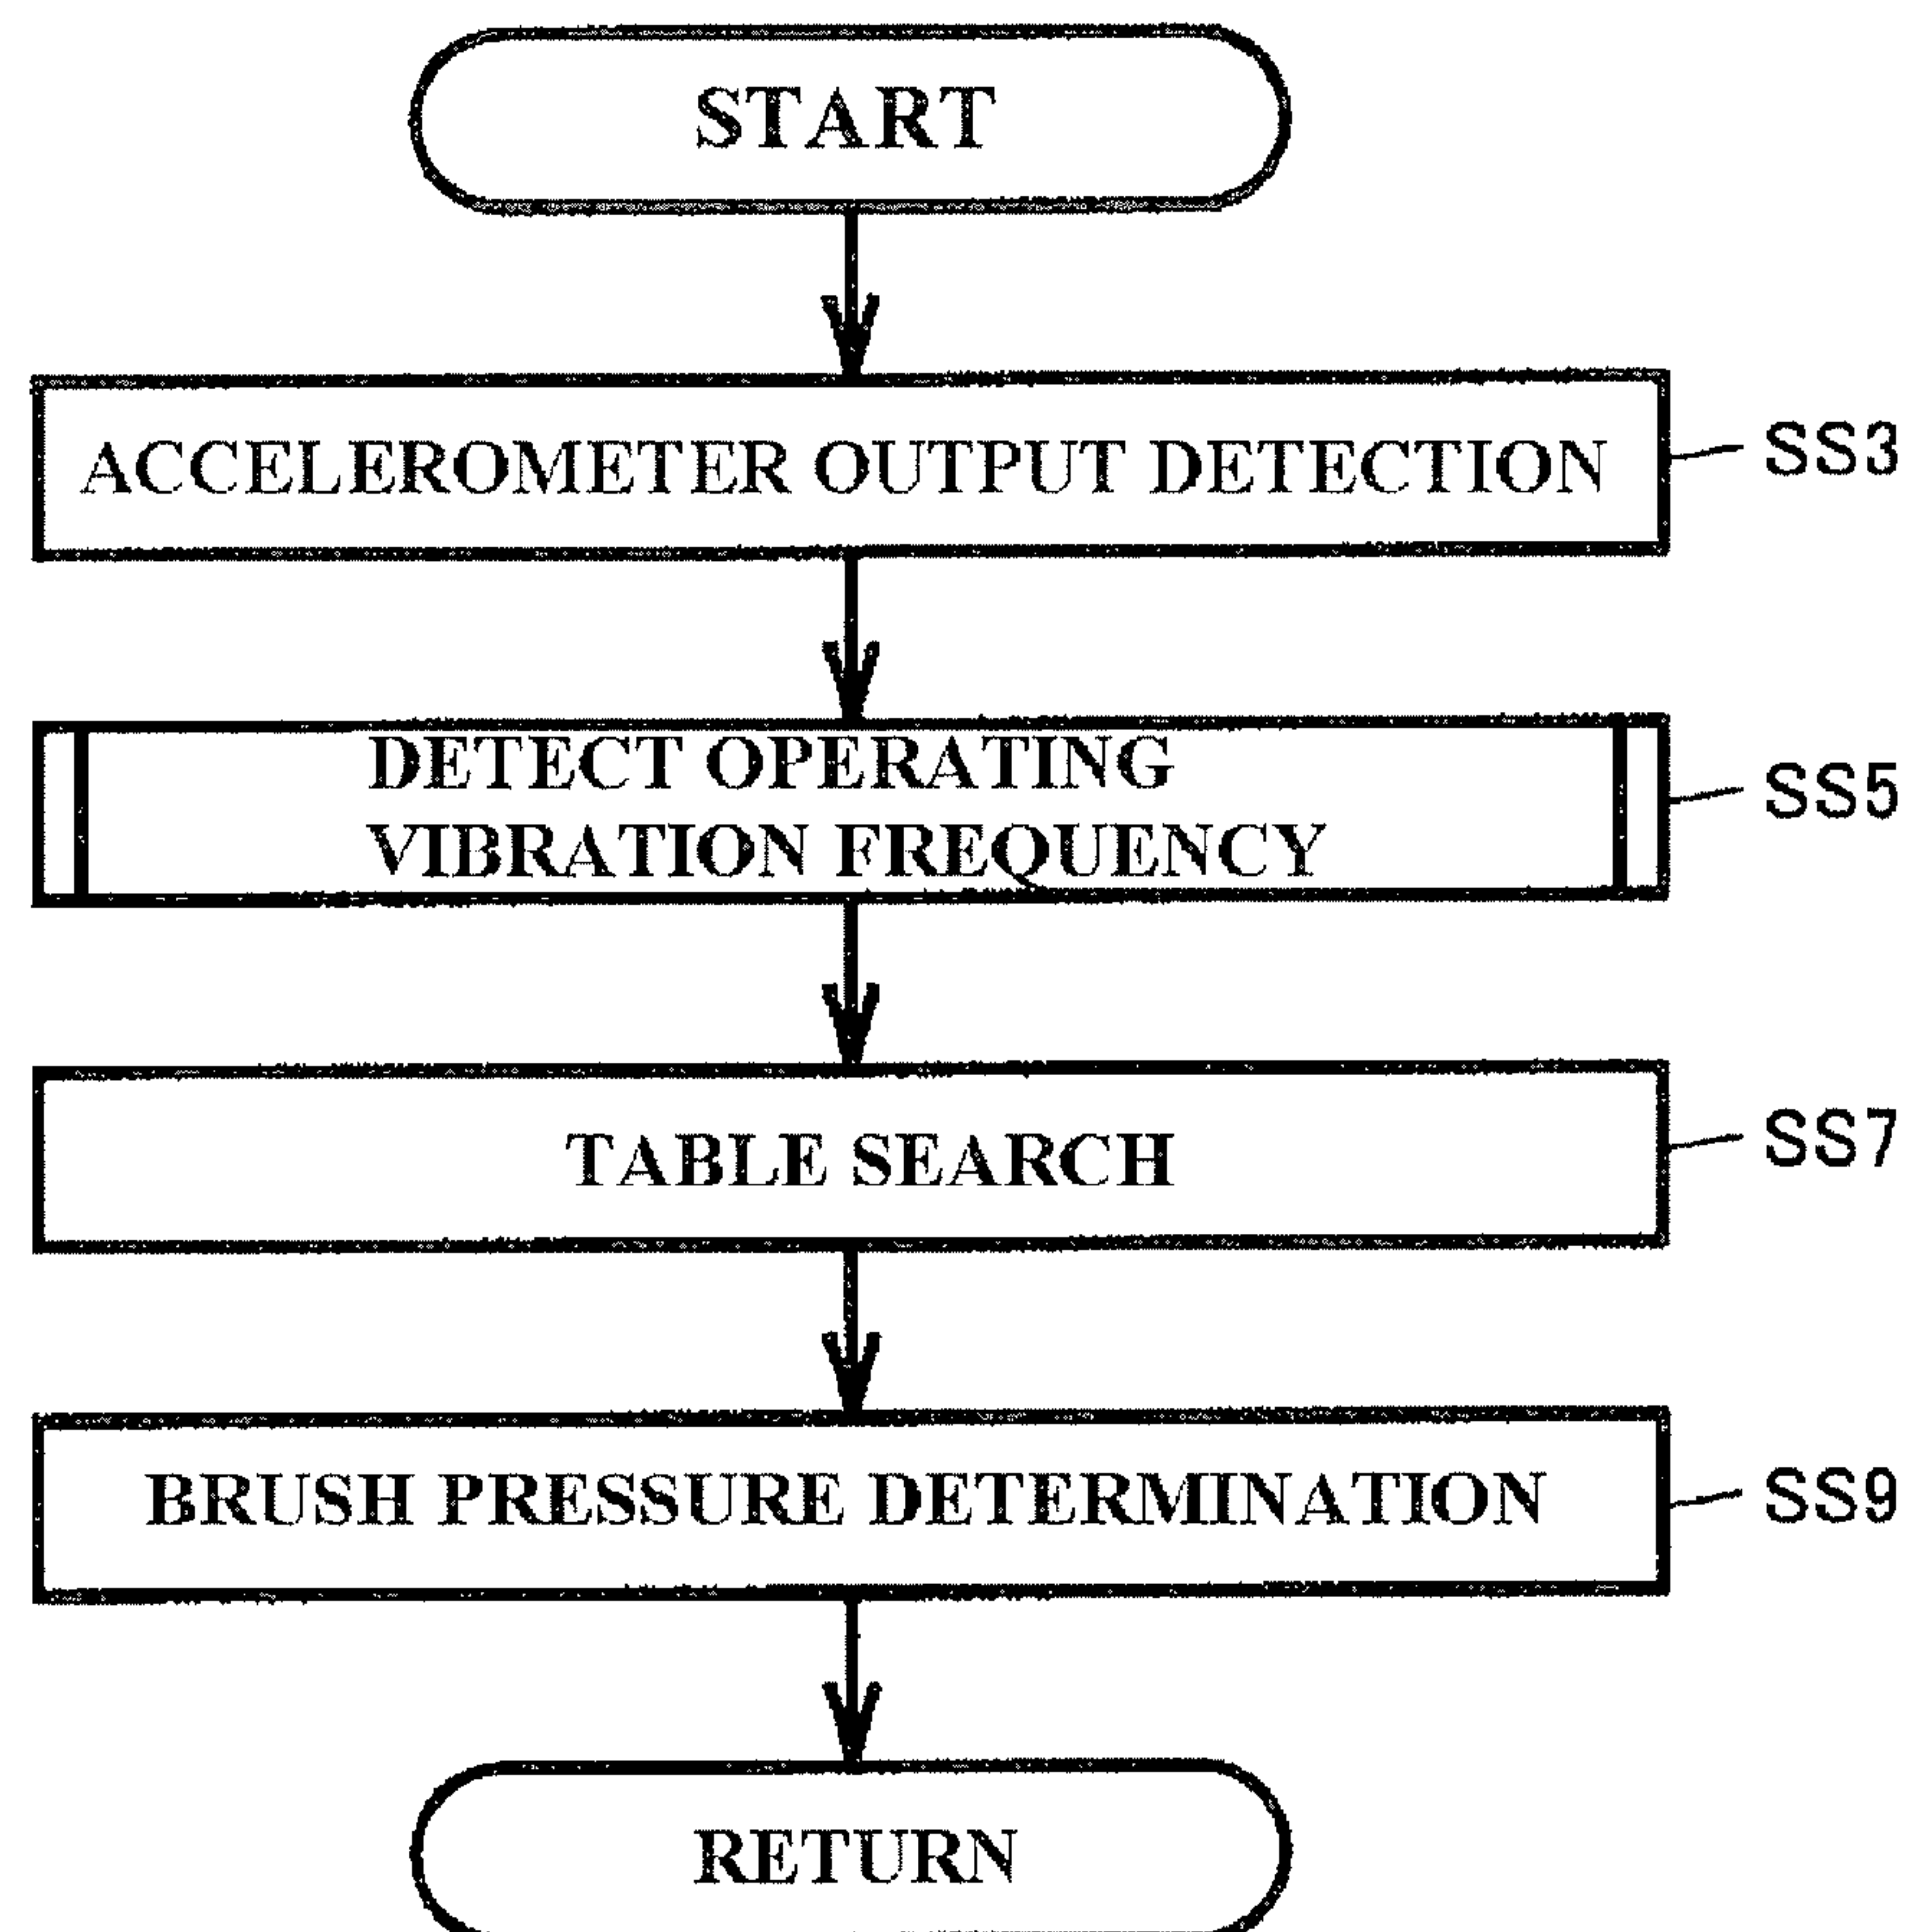 START
ACCELEROMETER OUTPUT DETECTION
SS3
DETECT OPERATING
VIBRATION FREQUENCY
SS5
TABLE SEARCH
SS7
BRUSH PRESSURE DETERMINATION
SS9
RETURN